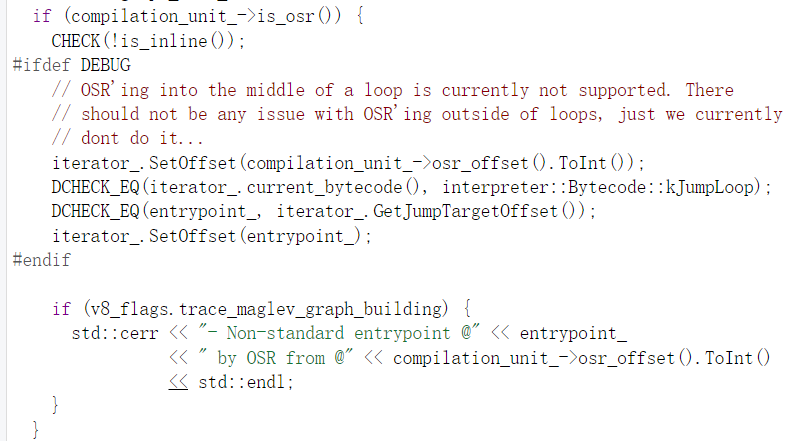 if (compilation_unit_->is_osr()) {
CHECK(!is_inline());
#ifdef DEBUG
// OSR'ing into the middle of a loop is currently not supported. There
// should not be any issue with OSR'ing outside of loops, just we currently
// dont do it...
iterator_.SetOffset(compilation_unit_->osr_offset().ToInt());
DCHECK_EQ(iterator_.current_bytecode(), interpreter::Bytecode::kJumpLoop);
DCHECK_EQ(entrypoint_, iterator_.GetJumpTargetOffset());
iterator_.SetOffset(entrypoint_);
#endif
if (v8_flags.trace_maglev_graph_building) {
std::cerr << "- Non-standard entrypoint @" << entrypoint_
<< " by OSR from @" << compilation_unit_->osr_offset().ToInt()
<< std::endl;
}
}